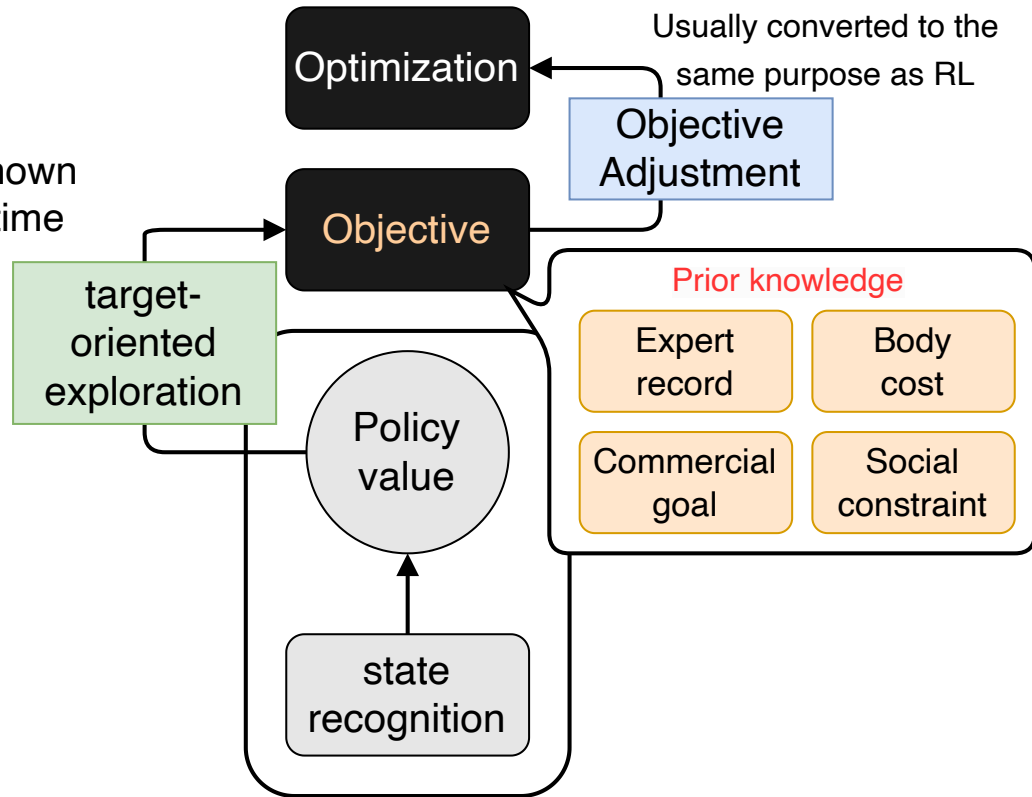 Usually converted to the
same purpose as RL
Optimization
Objective
Adjustment
time
Objective
target-
oriented
exploration
Prior knowledge
Expert
record
Body
cost
Commercial
goal
Social
constraint
Policy
value
state
recognition